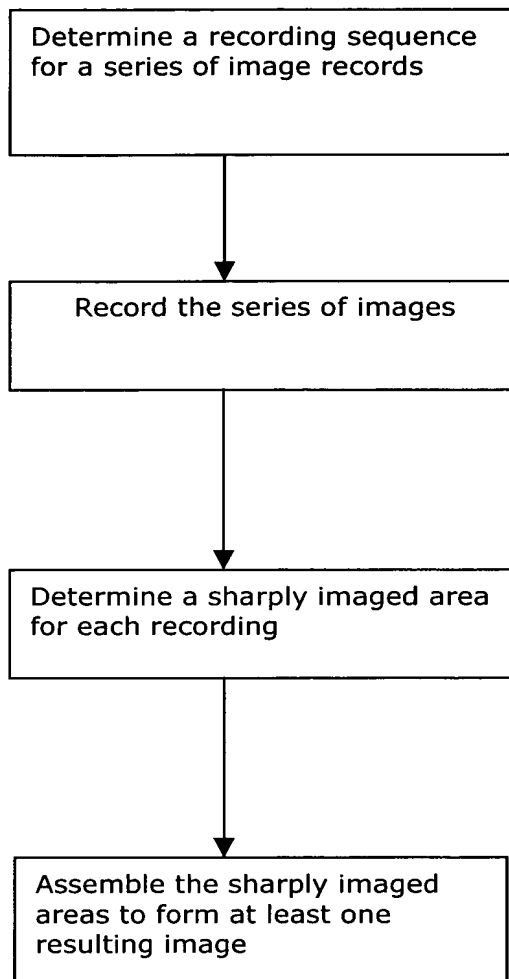 Determine a recording sequence
for a series of image records
Record the series of images
Determine a sharply imaged area
for each recording
Assemble the sharply imaged
areas to form at least one
resulting image